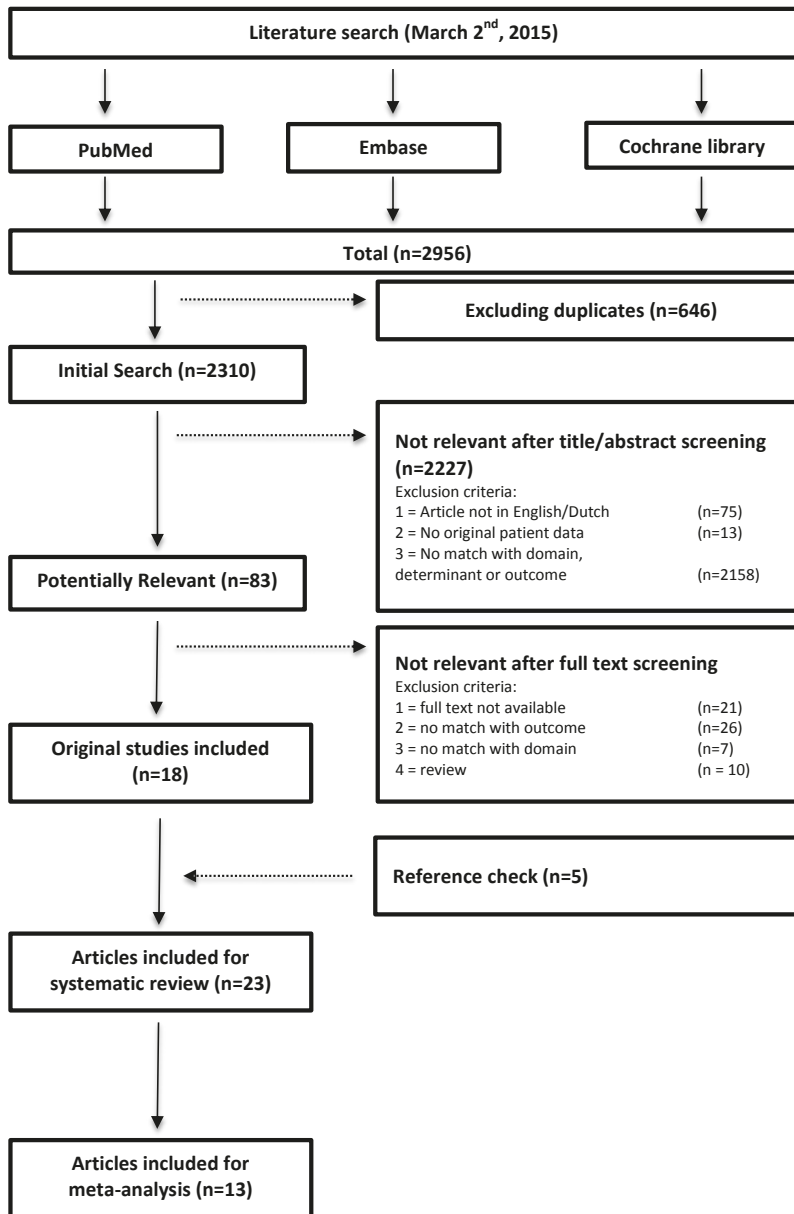 Literature search (March 2nd, 2015)
PubMed
Embase
Cochrane library
Total (n=2956)
Excluding duplicates (n=646)
Initial Search (n=2310)
Not relevant after title/abstract screening
(n=2227)
Exclusion criteria:
1 = Article not in English/Dutch (n=75)
2 = No original patient data (n=13)
3 = No match with domain,
determinant or outcome (n=2158)
Potentially Relevant (n=83)
Not relevant after full text screening
Exclusion criteria:
1 = full text not available (n=21)
2 = no match with outcome (n=26)
3 = no match with domain (n=7)
4 = review (n = 10)
Original studies included
(n=18)
Reference check (n=5)
Articles included for
systematic review (n=23)
Articles included for
meta-analysis (n=13)